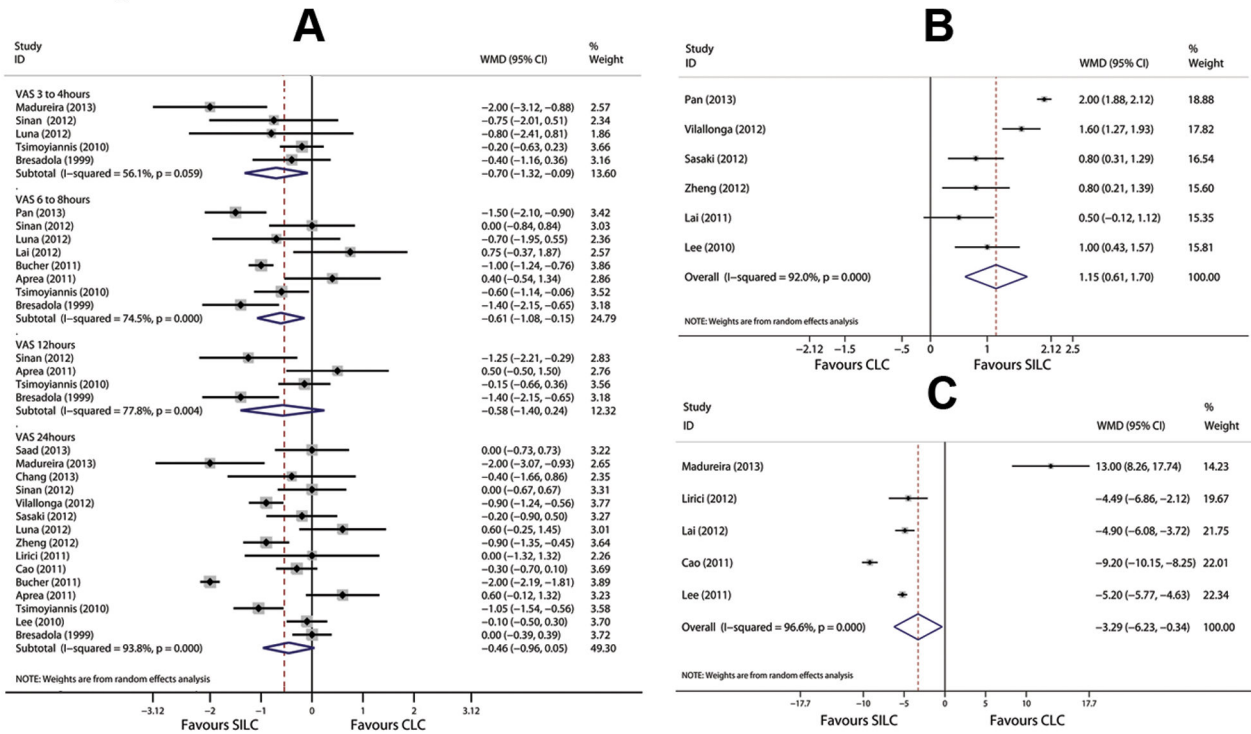 A
Study
ID
WMD (95% CI)
%
Weight
VAS 3 to 4hours
Madureira (2013) −2.00 (−3.12, −0.88) 2.57
Sinan (2012) −0.75 (−2.01, 0.51) 2.34
Luna (2012) −0.80 (−2.41, 0.81) 1.86
Tsimoyiannis (2010) −0.20 (−0.63, 0.23) 3.66
Bresadola (1999) −0.40 (−1.16, 0.36) 3.16
Subtotal (I−squared = 56.1%, p = 0.059) −0.70 (−1.32, −0.09) 13.60
.
VAS 6 to 8hours
Pan (2013) −1.50 (−2.10, −0.90) 3.42
Sinan (2012) 0.00 (−0.84, 0.84) 3.03
Luna (2012) −0.70 (−1.95, 0.55) 2.36
Lai (2012) 0.75 (−0.37, 1.87) 2.57
Bucher (2011) −1.00 (−1.24, −0.76) 3.86
Aprea (2011) 0.40 (−0.54, 1.34) 2.86
Tsimoyiannis (2010) −0.60 (−1.14, −0.06) 3.52
Bresadola (1999) −1.40 (−2.15, −0.65) 3.18
Subtotal (I−squared = 74.5%, p = 0.000) −0.61 (−1.08, −0.15) 24.79
.
VAS 12hours
Sinan (2012) −1.25 (−2.21, −0.29) 2.83
Aprea (2011) 0.50 (−0.50, 1.50) 2.76
Tsimoyiannis (2010) −0.15 (−0.66, 0.36) 3.56
Bresadola (1999) −1.40 (−2.15, −0.65) 3.18
Subtotal (I−squared = 77.8%, p = 0.004) −0.58 (−1.40, 0.24) 12.32
.
VAS 24hours
Saad (2013) 0.00 (−0.73, 0.73) 3.22
Madureira (2013) −2.00 (−3.07, −0.93) 2.65
Chang (2013) −0.40 (−1.66, 0.86) 2.35
Sinan (2012) 0.00 (−0.67, 0.67) 3.31
Vilallonga (2012) −0.90 (−1.24, −0.56) 3.77
Sasaki (2012) −0.20 (−0.90, 0.50) 3.27
Luna (2012) 0.60 (−0.25, 1.45) 3.01
Zheng (2012) −0.90 (−1.35, −0.45) 3.64
Lirici (2011) 0.00 (−1.32, 1.32) 2.26
Cao (2011) −0.30 (−0.70, 0.10) 3.69
Bucher (2011) −2.00 (−2.19, −1.81) 3.89
Aprea (2011) 0.60 (−0.12, 1.32) 3.23
Tsimoyiannis (2010) −1.05 (−1.54, −0.56) 3.58
Lee (2010) −0.10 (−0.50, 0.30) 3.70
Bresadola (1999) 0.00 (−0.39, 0.39) 3.72
Subtotal (I−squared = 93.8%, p = 0.000) −0.46 (−0.96, 0.05) 49.30
NOTE: Weights are from random effects analysis
−3.12 −2 −1 0 1 2 3.12
Favours SILC Favours CLC
B
Study
ID
WMD (95% CI)
%
Weight
Pan (2013) 2.00 (1.88, 2.12) 18.88
Vilallonga (2012) 1.60 (1.27, 1.93) 17.82
Sasaki (2012) 0.80 (0.31, 1.29) 16.54
Zheng (2012) 0.80 (0.21, 1.39) 15.60
Lai (2011) 0.50 (−0.12, 1.12) 15.35
Lee (2010) 1.00 (0.43, 1.57) 15.81
Overall (I−squared = 92.0%, p = 0.000) 1.15 (0.61, 1.70) 100.00
NOTE: Weights are from random effects analysis
−2.12 −1.5 −.5 0 1 2.12 2.5
Favours CLC Favours SILC
C
Study
ID
WMD (95% CI)
%
Weight
Madureira (2013) 13.00 (8.26, 17.74) 14.23
Lirici (2012) −4.49 (−6.86, −2.12) 19.67
Lai (2012) −4.90 (−6.08, −3.72) 21.75
Cao (2011) −9.20 (−10.15, −8.25) 22.01
Lee (2011) −5.20 (−5.77, −4.63) 22.34
Overall (I−squared = 96.6%, p = 0.000) −3.29 (−6.23, −0.34) 100.00
NOTE: Weights are from random effects analysis
−17.7 −10 −5 0 5 10 17.7
Favours SILC Favours CLC